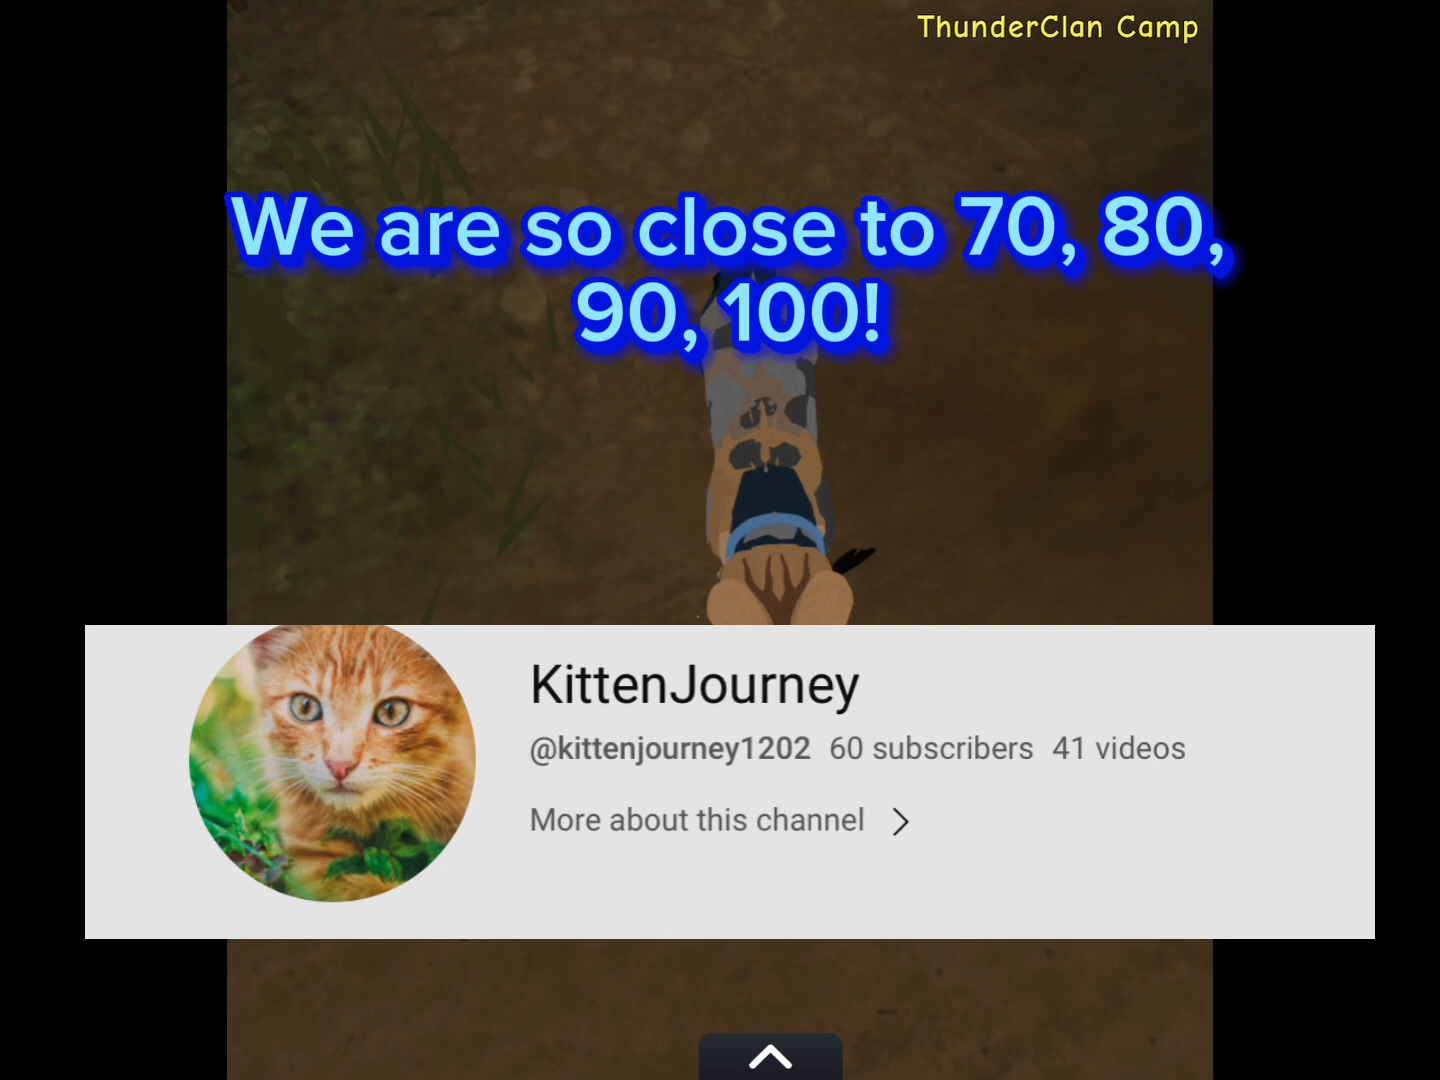 ThunderClan Camp
We are so close to 70, 80,
90, 100!
KittenJourney
@kittenjourney1202 60 subscribers 41 videos
More about this channel